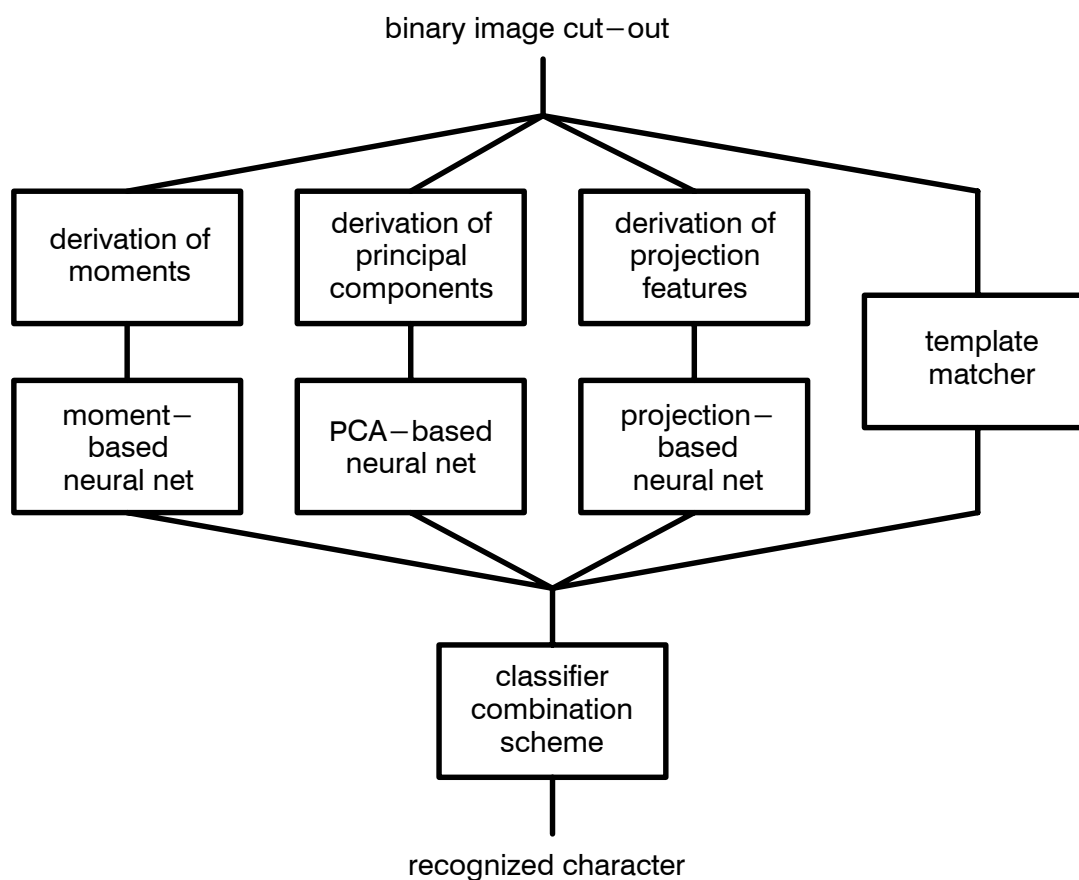 binary image cut−out
derivation of
moments
derivation of
principal
components
derivation of
projection
features
template
matcher
moment−
based
neural net
PCA−based
neural net
projection−
based
neural net
classifier
combination
scheme
recognized character